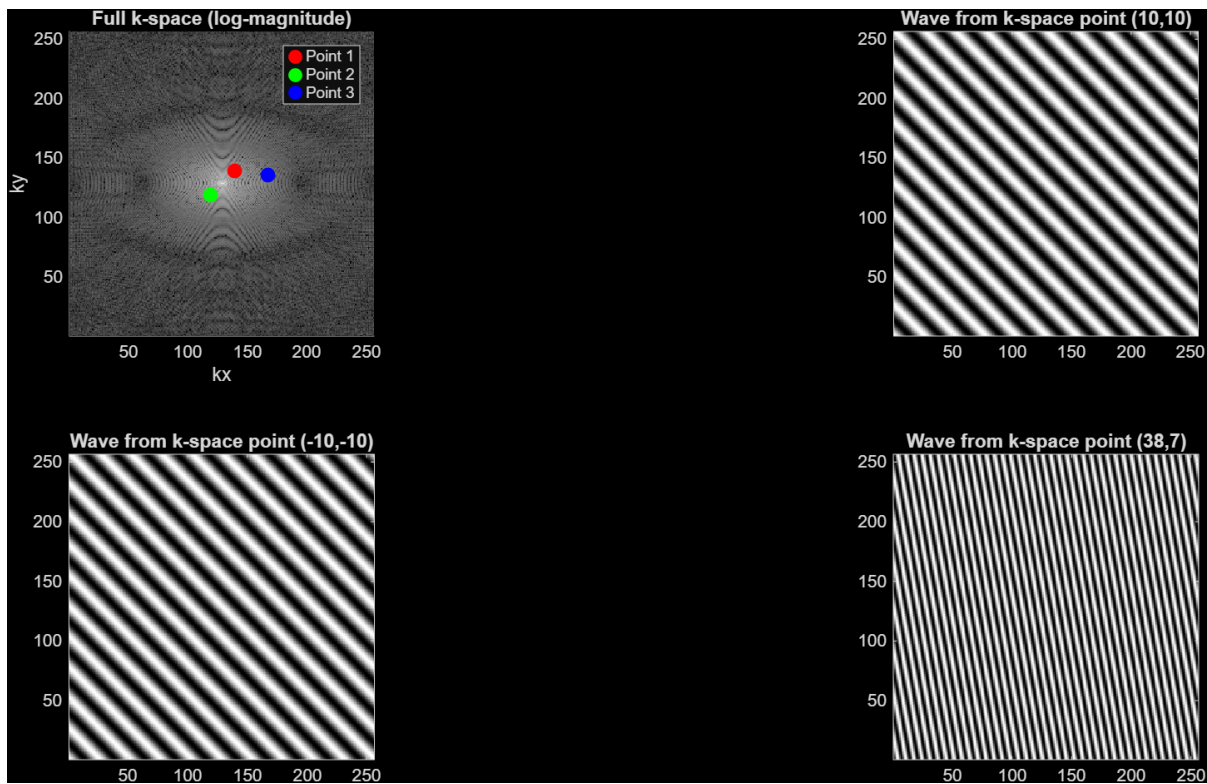 Full k-space (log-magnitude)
250
200
150
100
50
ky
Point 1
Point 2
Point 3
50 100 150 200 250
kx
Wave from k-space point (10,10)
250
200
150
100
50
50 100 150 200 250
Wave from k-space point (-10,-10)
250
200
150
100
50
50 100 150 200 250
Wave from k-space point (38,7)
250
200
150
100
50
50 100 150 200 250